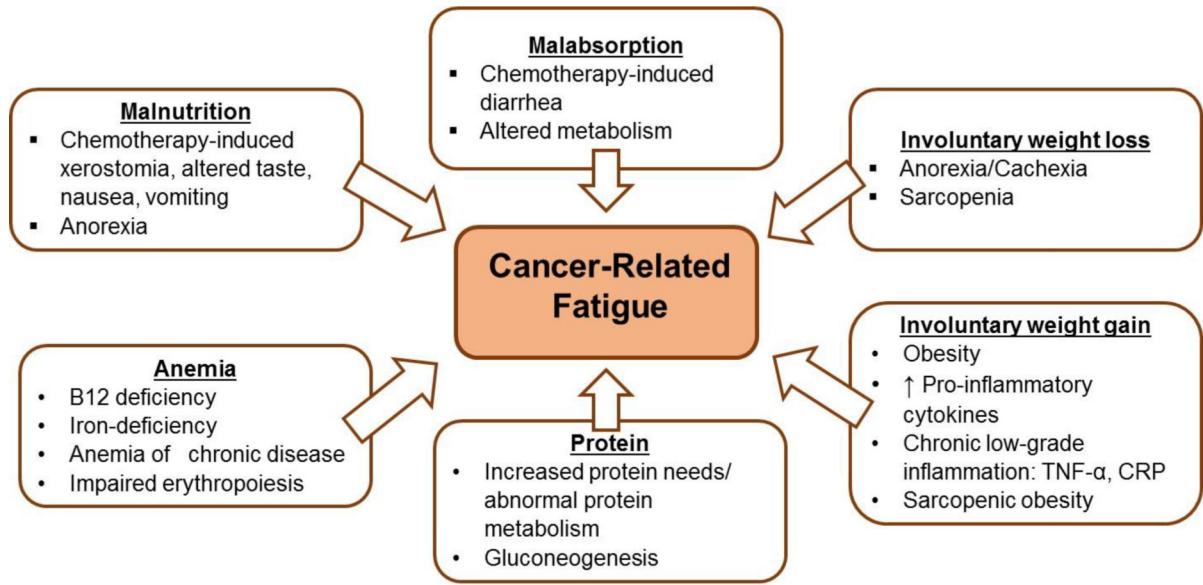 Malabsorption
▪ Chemotherapy-induced
diarrhea
▪ Altered metabolism
Malnutrition
▪ Chemotherapy-induced
xerostomia, altered taste,
nausea, vomiting
▪ Anorexia
Involuntary weight loss
▪ Anorexia/Cachexia
▪ Sarcopenia
Cancer-Related
Fatigue
Anemia
• B12 deficiency
• Iron-deficiency
• Anemia of chronic disease
• Impaired erythropoiesis
Protein
• Increased protein needs/
abnormal protein
metabolism
• Gluconeogenesis
Involuntary weight gain
• Obesity
• ↑ Pro-inflammatory
cytokines
• Chronic low-grade
inflammation: TNF-α, CRP
• Sarcopenic obesity